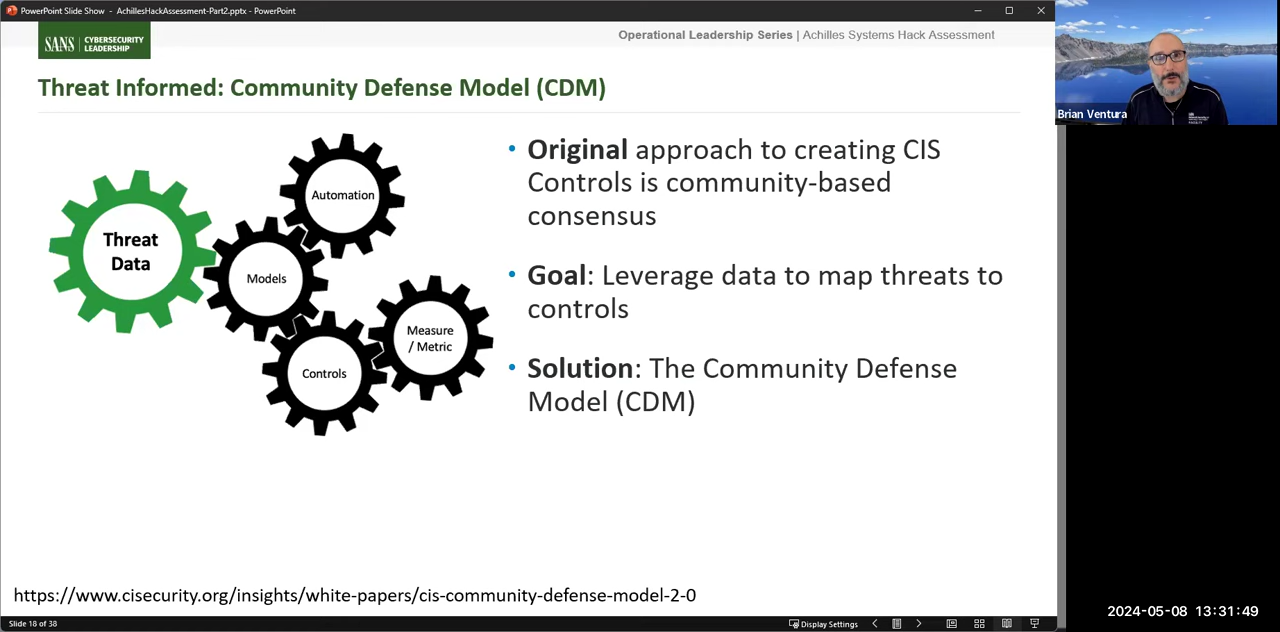 PowerPoint Slide Show - AchillesHackAssessment-Part2.pptx - PowerPoint
SANS | CYBERSECURITY
LEADERSHIP
Operational Leadership Series | Achilles Systems Hack Assessment
Threat Informed: Community Defense Model (CDM)
Threat
Data
Automation
Models
Measure
/ Metric
Controls
• Original approach to creating CIS
Controls is community-based
consensus
• Goal: Leverage data to map threats to
controls
• Solution: The Community Defense
Model (CDM)
https://www.cisecurity.org/insights/white-papers/cis-community-defense-model-2-0
Slide 18 of 38
Display Settings
Brian Ventura
2024-05-08 13:31:49